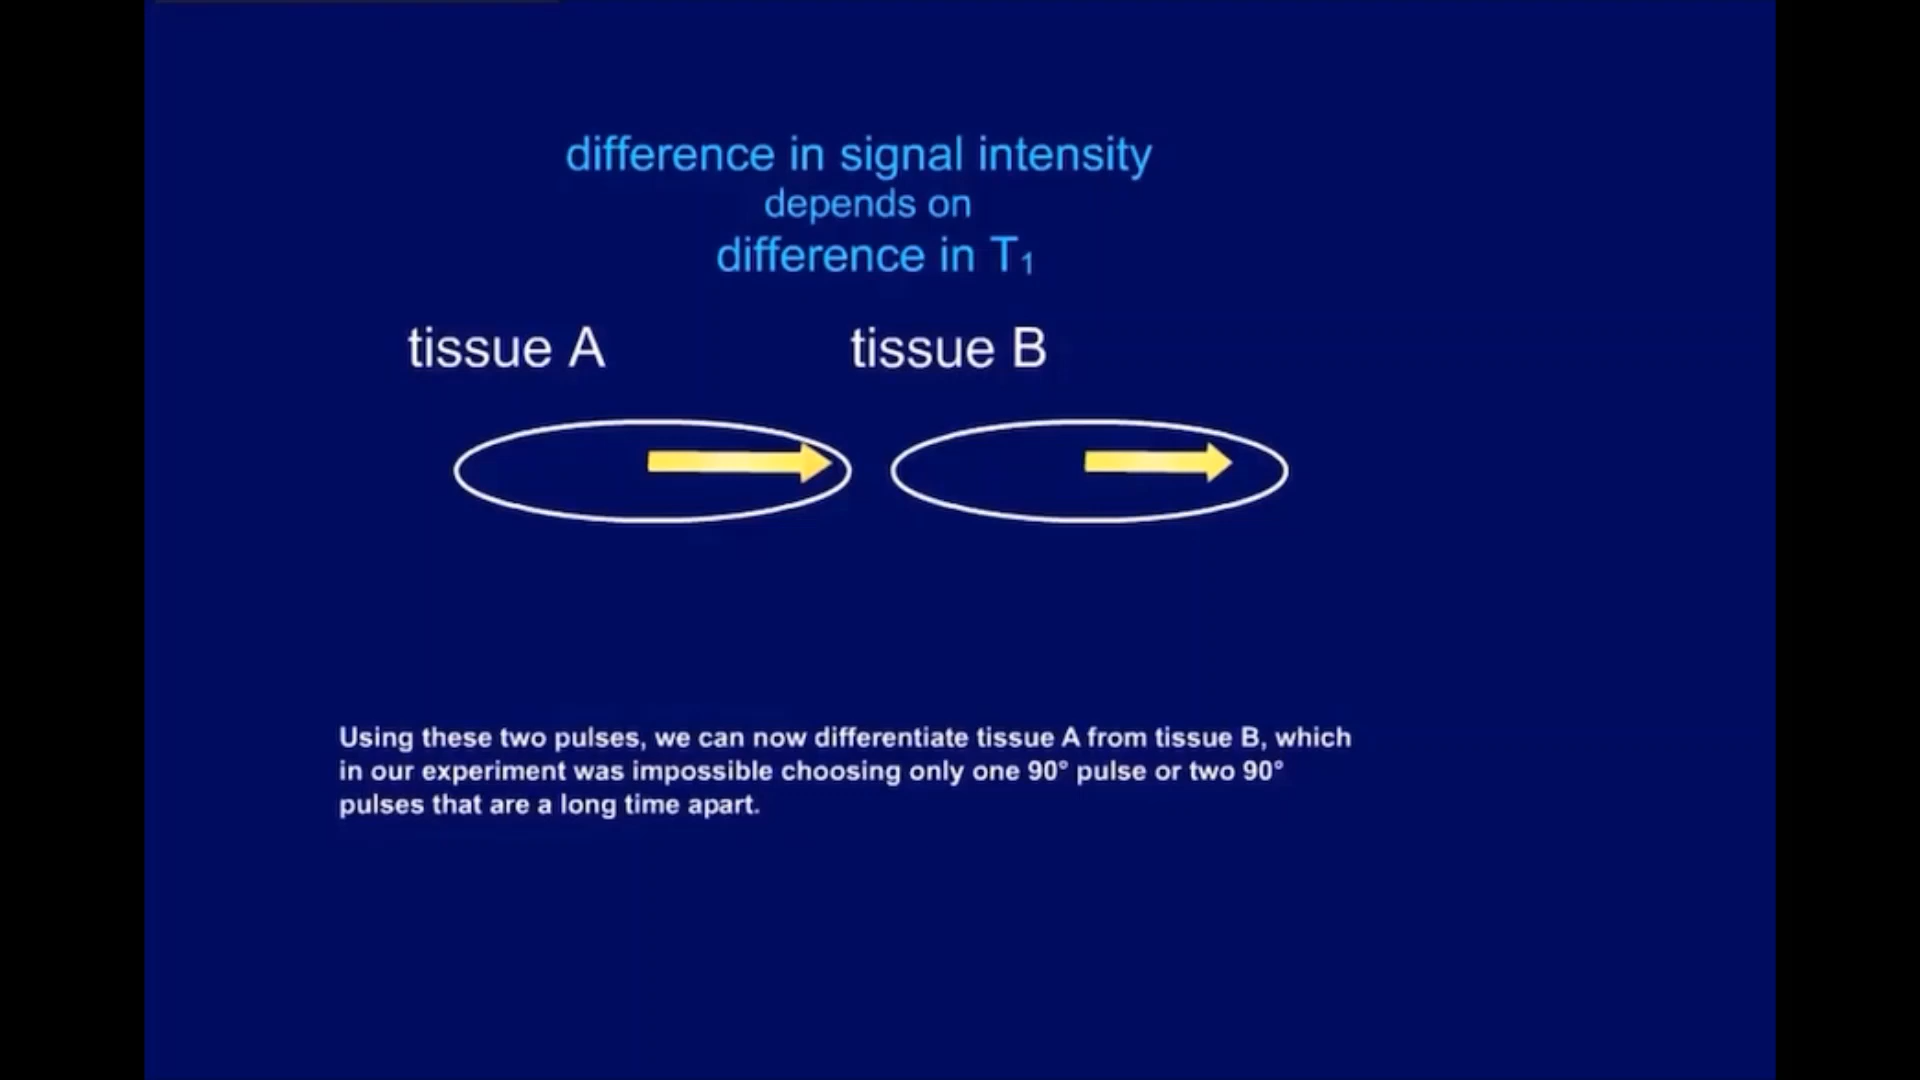 difference in signal intensity
depends on
difference in T₁
tissue A
tissue B
Using these two pulses, we can now differentiate tissue A from tissue B, which
in our experiment was impossible choosing only one 90° pulse or two 90°
pulses that are a long time apart.